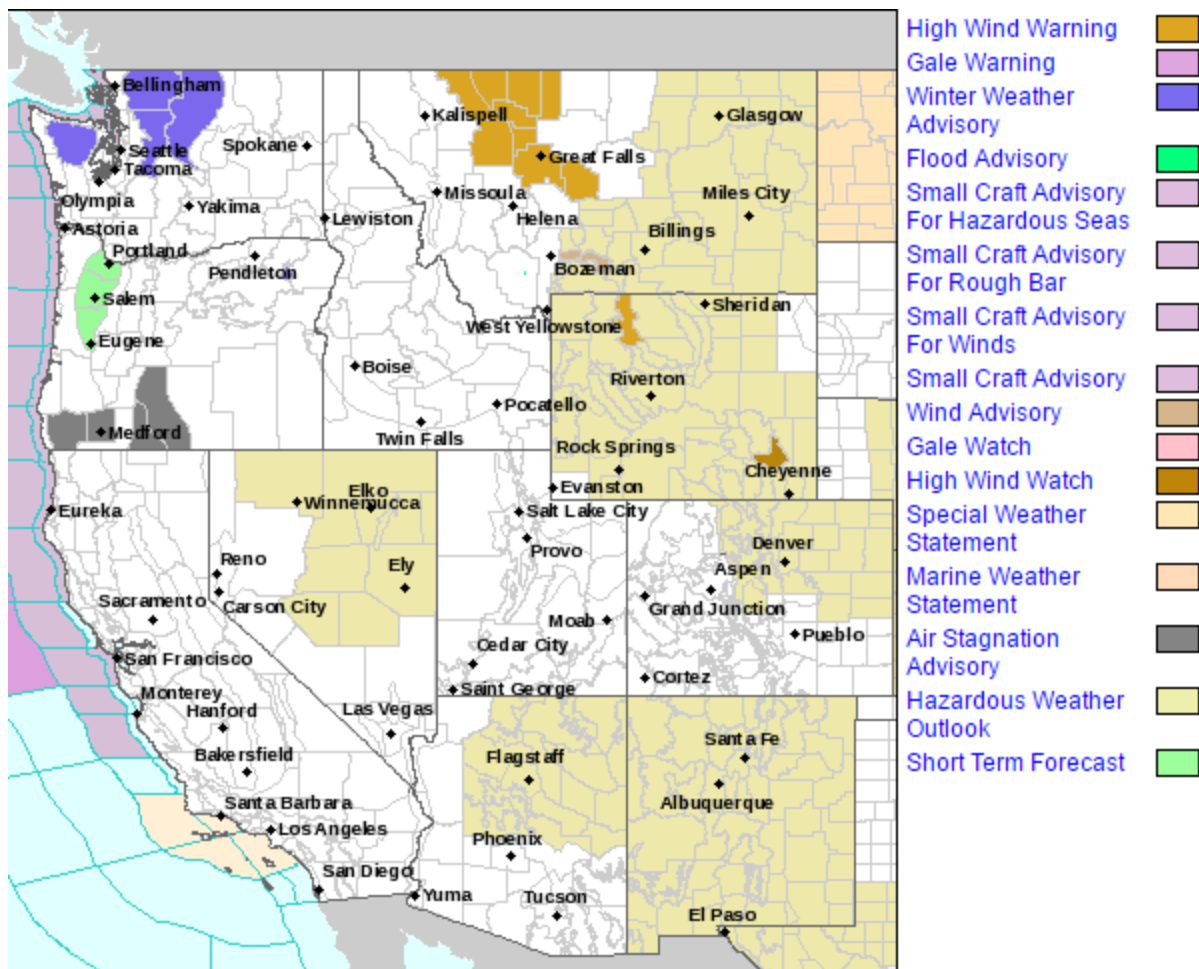 High Wind Warning
Gale Warning
Winter Weather
Advisory
Flood Advisory
Small Craft Advisory
For Hazardous Seas
Small Craft Advisory
For Rough Bar
Small Craft Advisory
For Winds
Small Craft Advisory
Wind Advisory
Gale Watch
High Wind Watch
Special Weather
Statement
Marine Weather
Statement
Air Stagnation
Advisory
Hazardous Weather
Outlook
Short Term Forecast
Bellingham
Kalispell
Glasgow
Seattle
Spokane
Great Falls
Tacoma
Olympia
Yakima
Missoula
Miles City
Lewiston
Helena
Astoria
Billings
Portland
Pendleton
Bozeman
Salem
Sheridan
West Yellowstone
Eugene
Boise
Riverton
Pocatello
Medford
Twin Falls
Rock Springs
Cheyenne
Evanston
Elko
Winnemucca
Eureka
Salt Lake City
Provo
Denver
Reno
Ely
Aspen
Sacramento
Carson City
Grand Junction
Moab
Pueblo
San Francisco
Cedar City
Cortez
Saint George
Monterey
Hanford
Las Vegas
Santa Fe
Bakersfield
Flagstaff
Albuquerque
Santa Barbara
Los Angeles
Phoenix
San Diego
Yuma
Tucson
El Paso